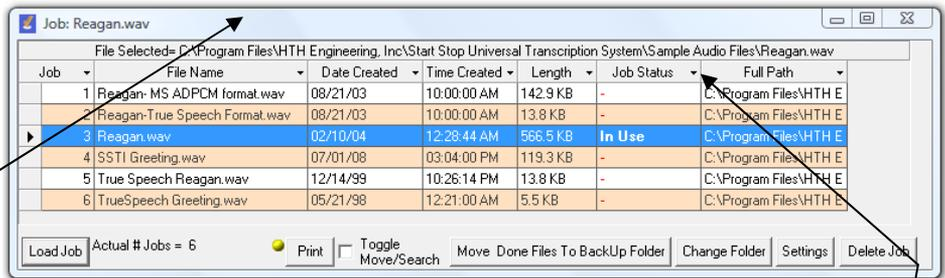 Job: Reagan.wav
File Selected= C:\Program Files\HTH Engineering, Inc\Start Stop Universal Transcription System\Sample Audio Files\Reagan.wav
Job File Name Date Created Time Created Length Job Status Full Path
1 Reagan- MS ADPCM format.wav 08/21/03 10:00:00 AM 142.9 KB - C:\Program Files\HTH E
2 Reagan-True Speech Format.wav 08/21/03 10:00:00 AM 13.8 KB - C:\Program Files\HTH E
3 Reagan.wav 02/10/04 12:28:44 AM 566.5 KB In Use C:\Program Files\HTH E
4 SSTI Greeting.wav 07/01/08 03:04:00 PM 119.3 KB - C:\Program Files\HTH E
5 True Speech Reagan.wav 12/14/99 10:26:14 PM 13.8 KB - C:\Program Files\HTH E
6 TrueSpeech Greeting.wav 05/21/98 12:21:00 AM 5.5 KB - C:\Program Files\HTH E
Load Job Actual # Jobs = 6 Print Toggle Move/Search Move Done Files To BackUp Folder Change Folder Settings Delete Job